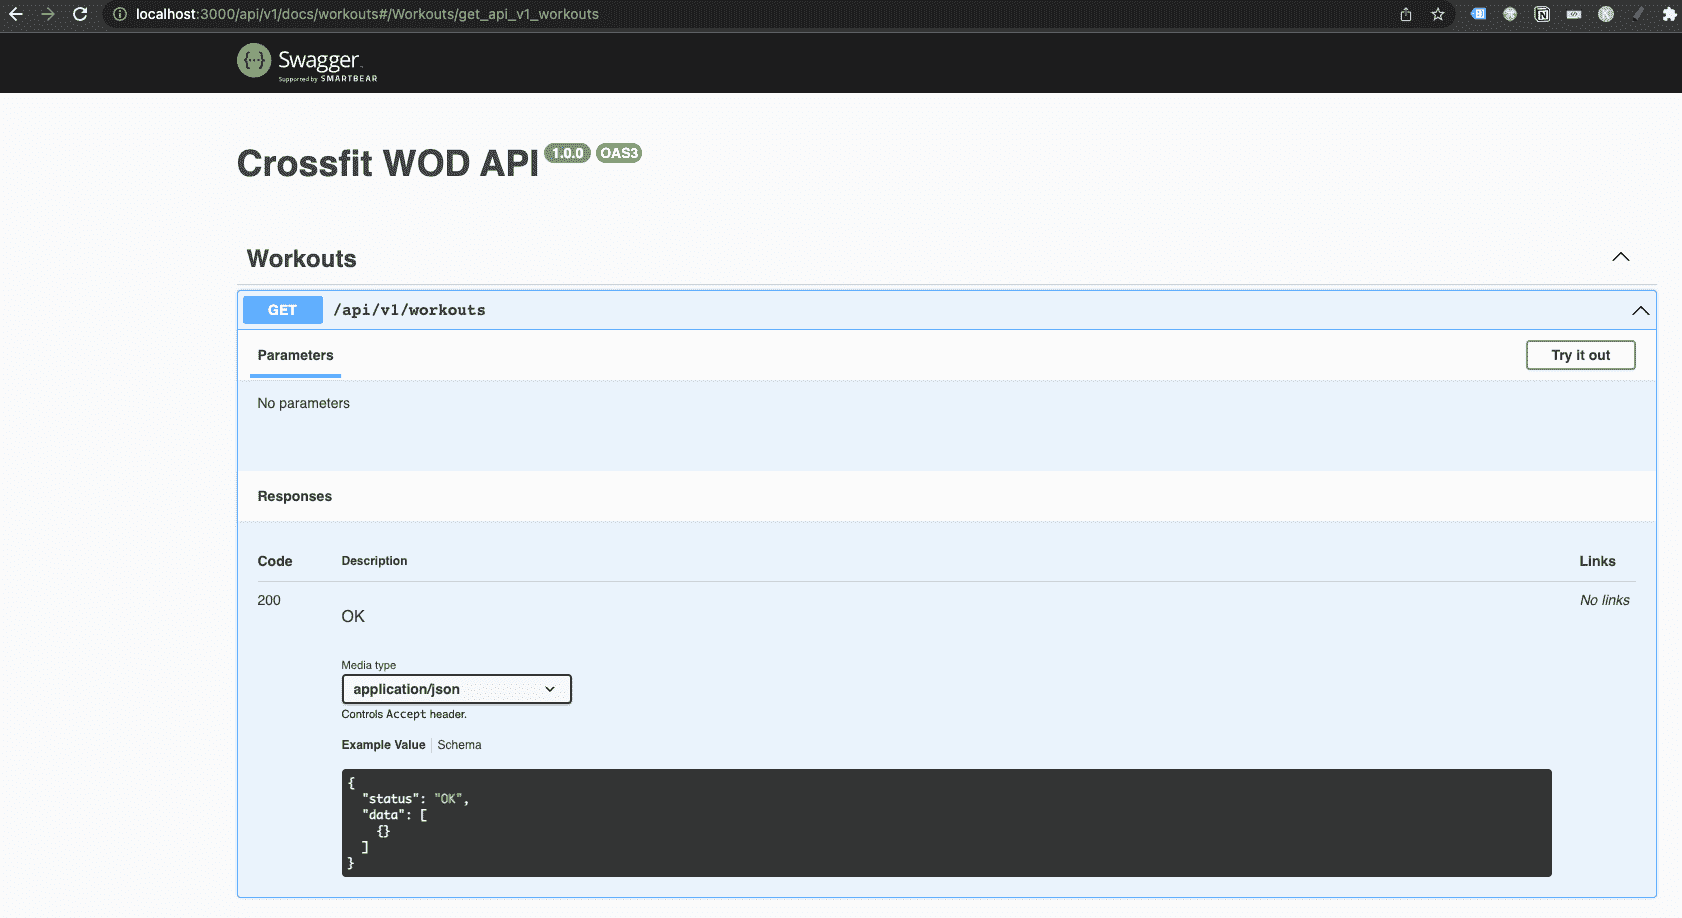 localhost:3000/api/v1/docs/workouts#/Workouts/get_api_v1_workouts
{···} Swagger
Supported by SMARTBEAR
Crossfit WOD API 1.0.0 OAS3
Workouts
GET /api/v1/workouts
Parameters Try it out
No parameters
Responses
Code Description Links
200 OK No links
Media type
application/json
Controls Accept header.
Example Value Schema
{
"status": "OK",
"data": [
{}
]
}